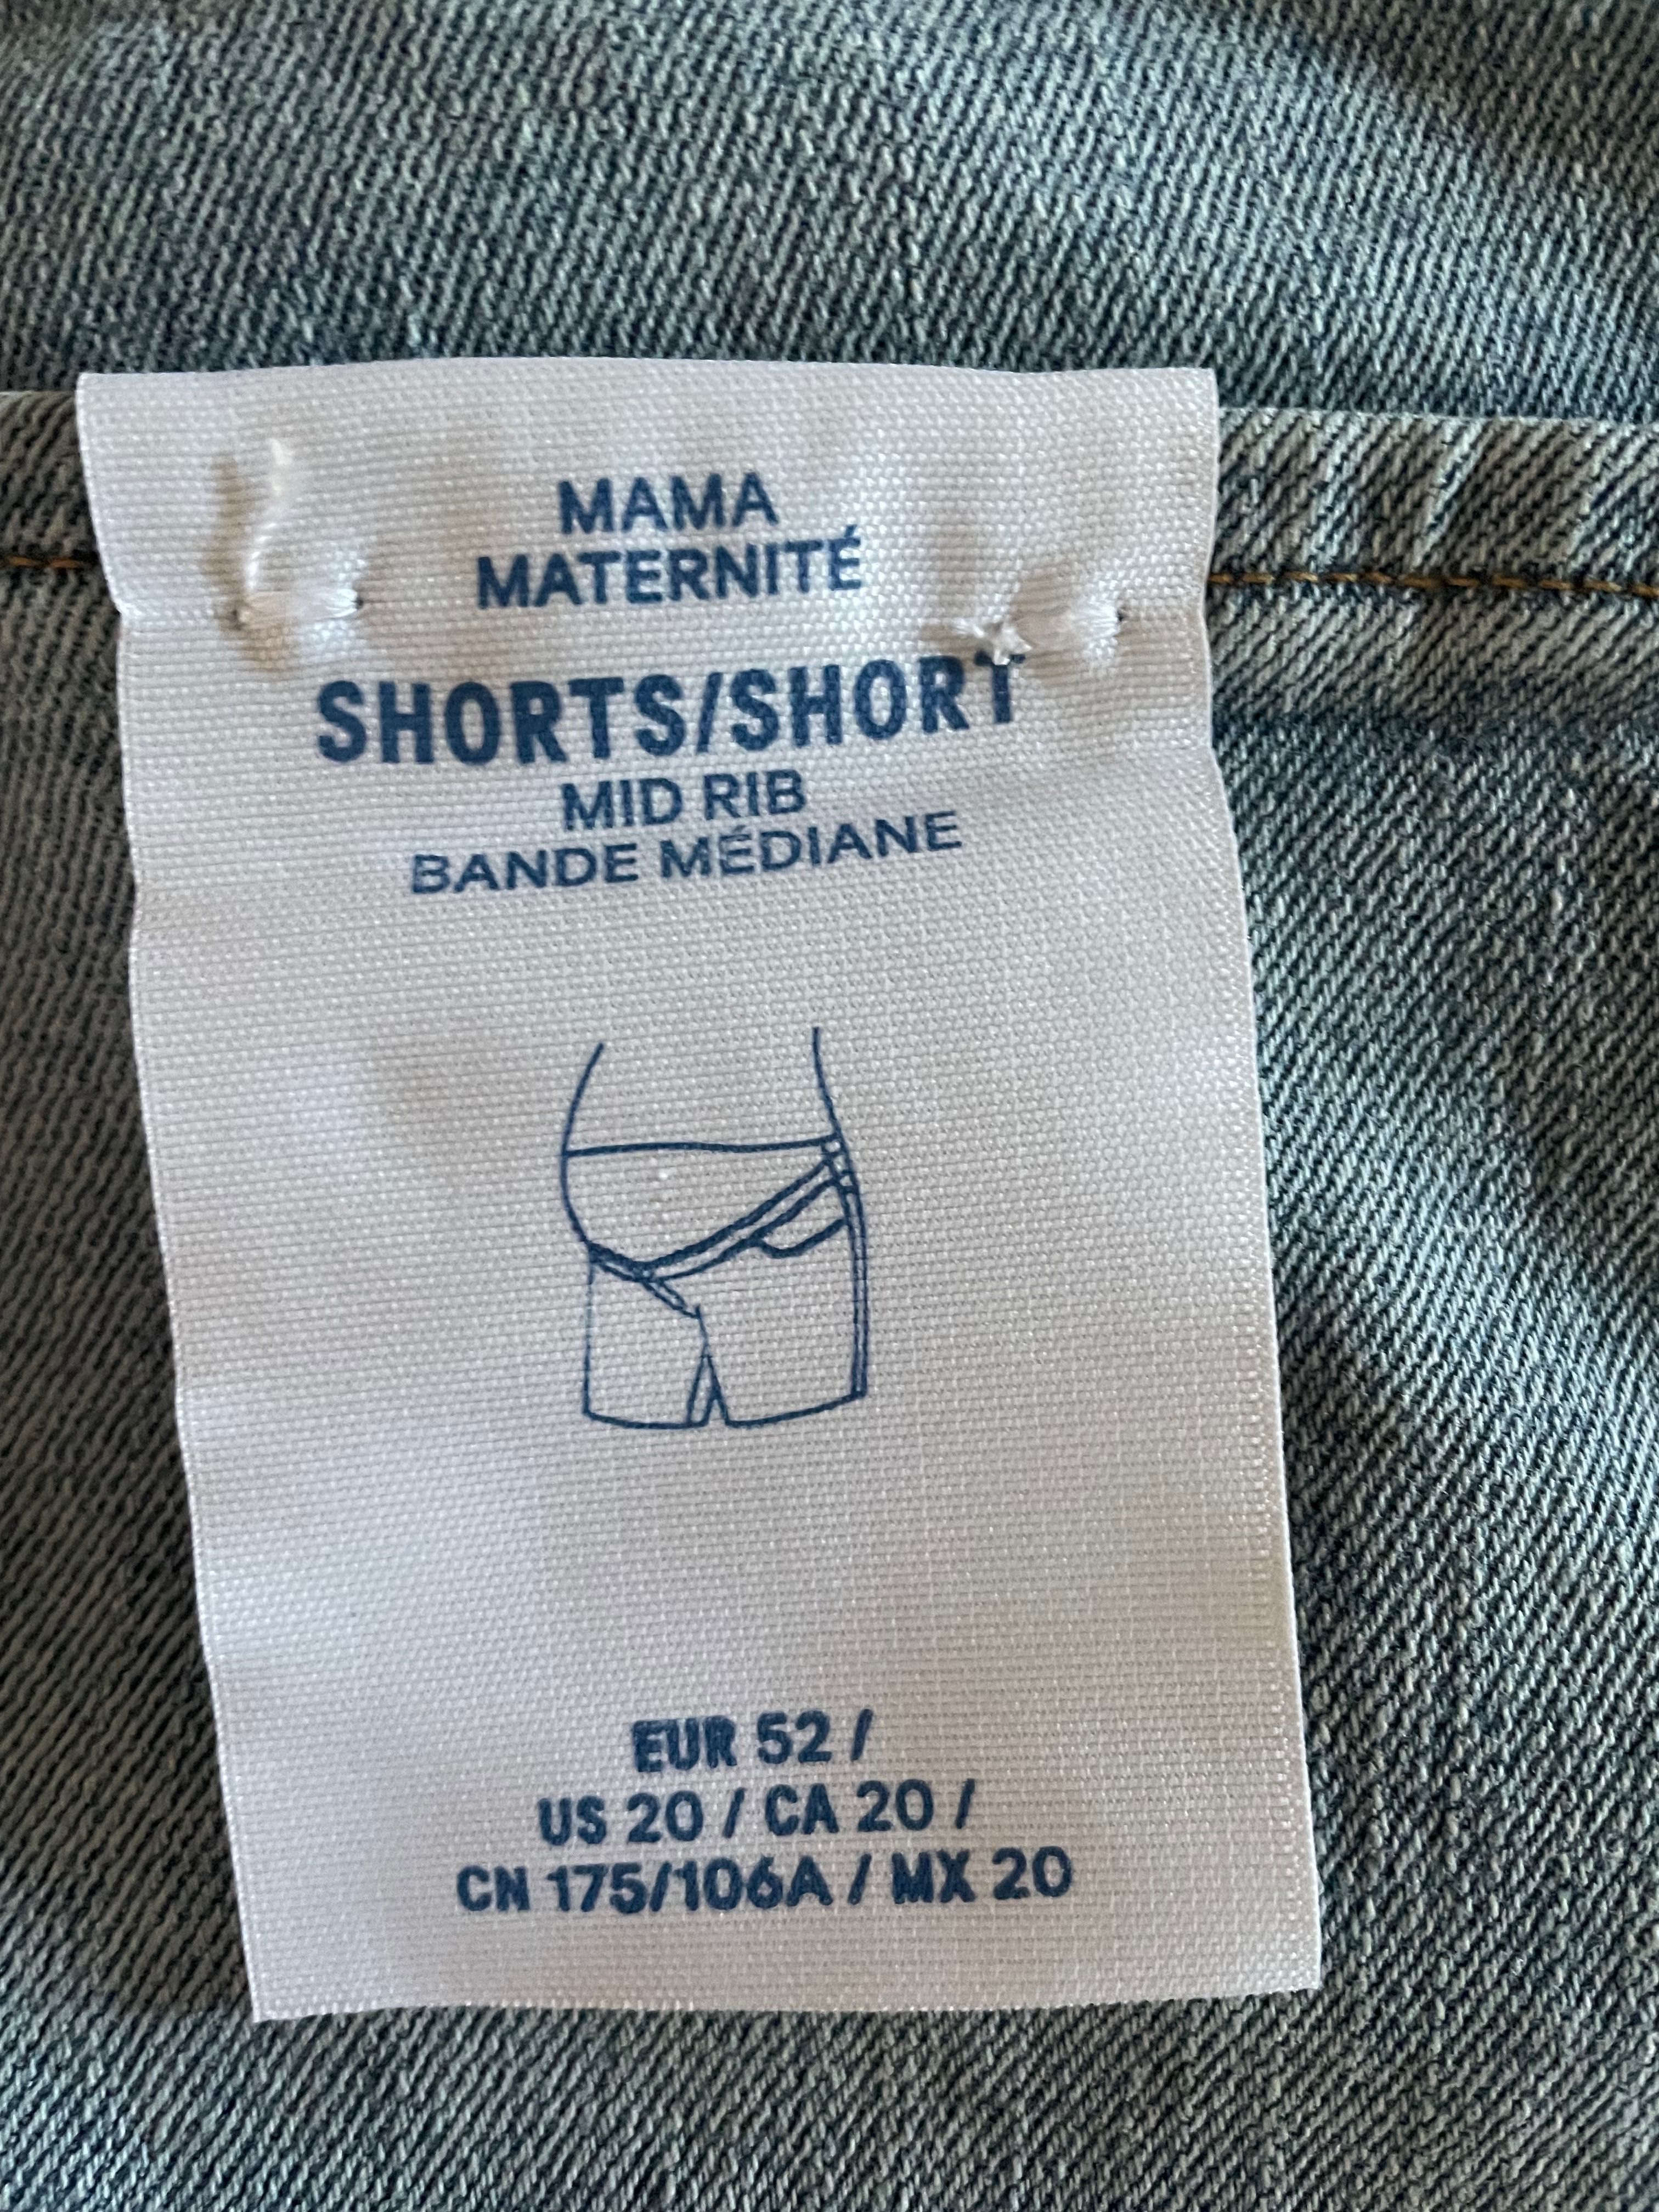 MAMA
MATERNITÉ
SHORTS/SHORT
MID RIB
BANDE MÉDIANE
EUR 52 /
US 20 / CA 20 /
CN 175/106A / MX 20